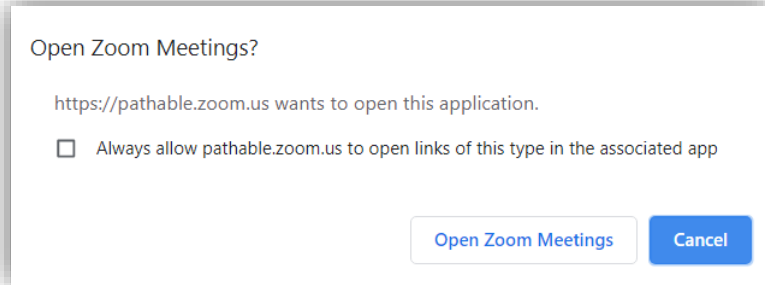 Open Zoom Meetings?
https://pathable.zoom.us wants to open this application.
Always allow pathable.zoom.us to open links of this type in the associated app
Open Zoom Meetings Cancel